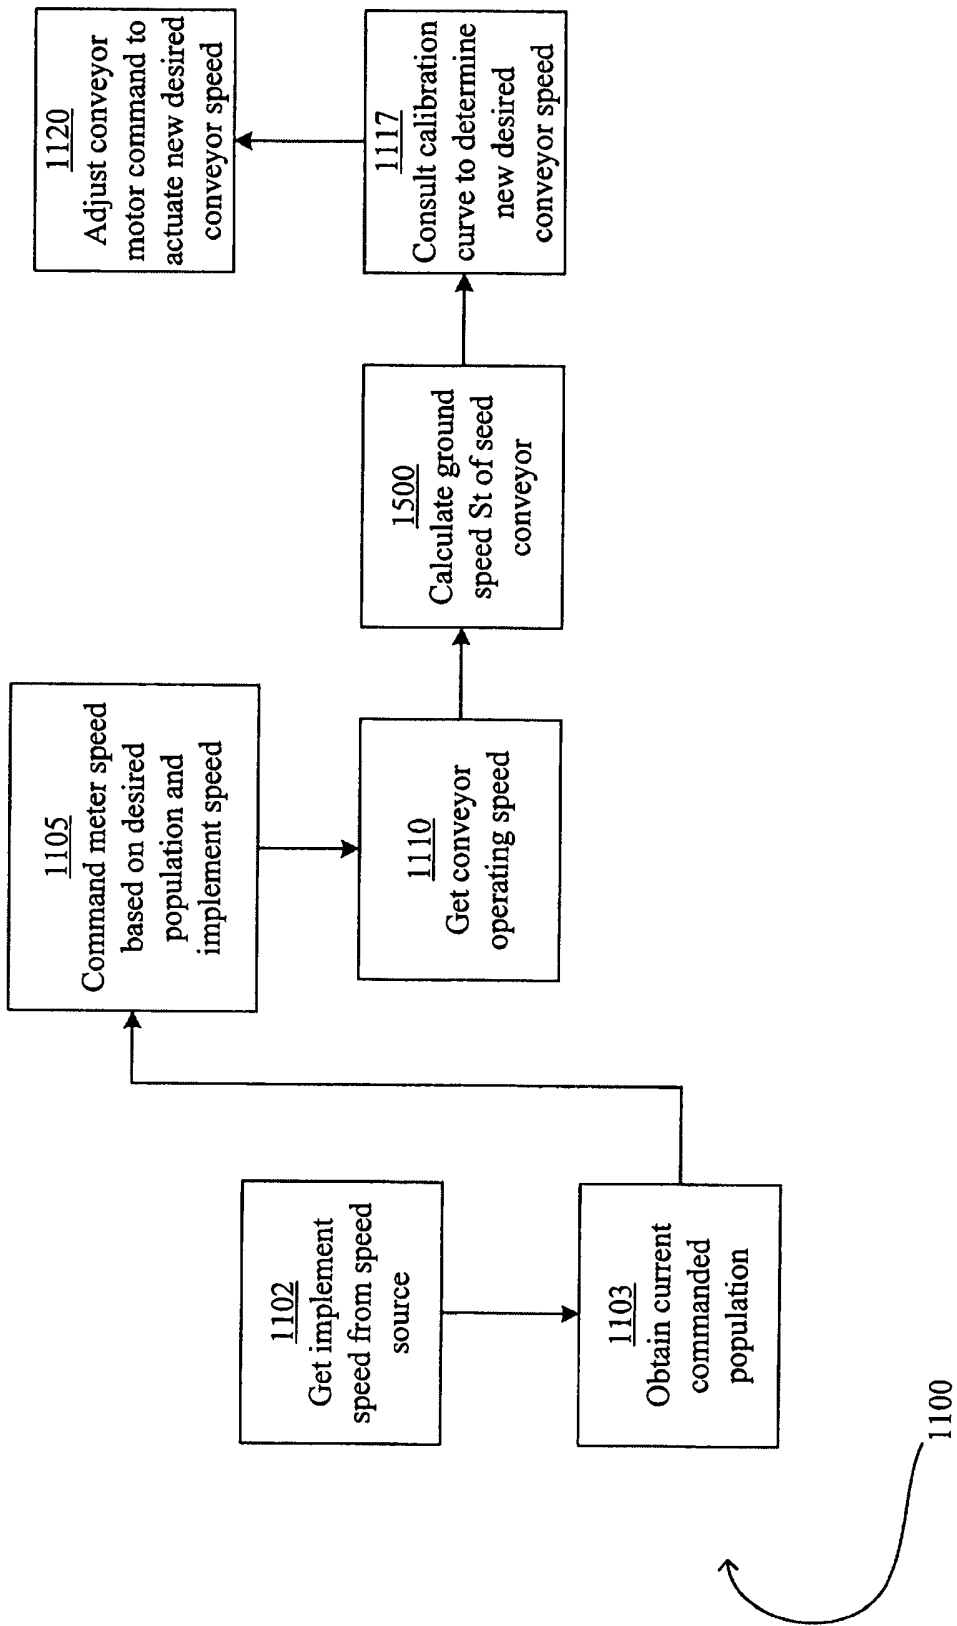 1102
Get implement
speed from speed
source
1103
Obtain current
commanded
population
1105
Command meter speed
based on desired
population and
implement speed
1110
Get conveyor
operating speed
1500
Calculate ground
speed St of seed
conveyor
1117
Consult calibration
curve to determine
new desired
conveyor speed
1120
Adjust conveyor
motor command to
actuate new desired
conveyor speed
1100